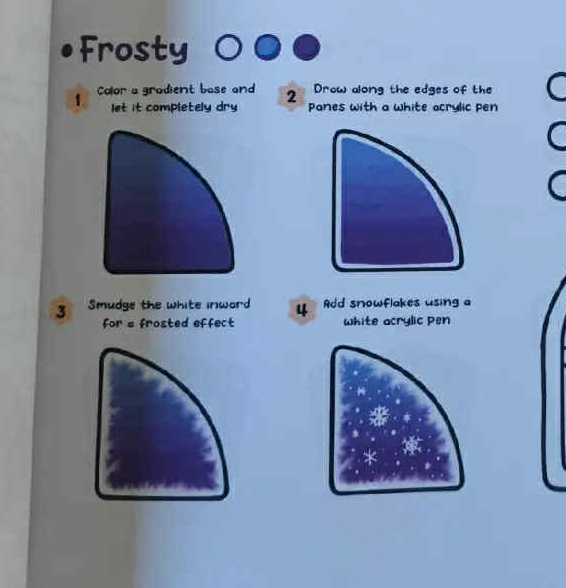 • Frosty
1 Color a gradient base and
let it completely dry
2 Draw along the edges of the
panes with a white acrylic pen
3 Smudge the white inward
for a frosted effect
4 Add snowflakes using a
white acrylic pen